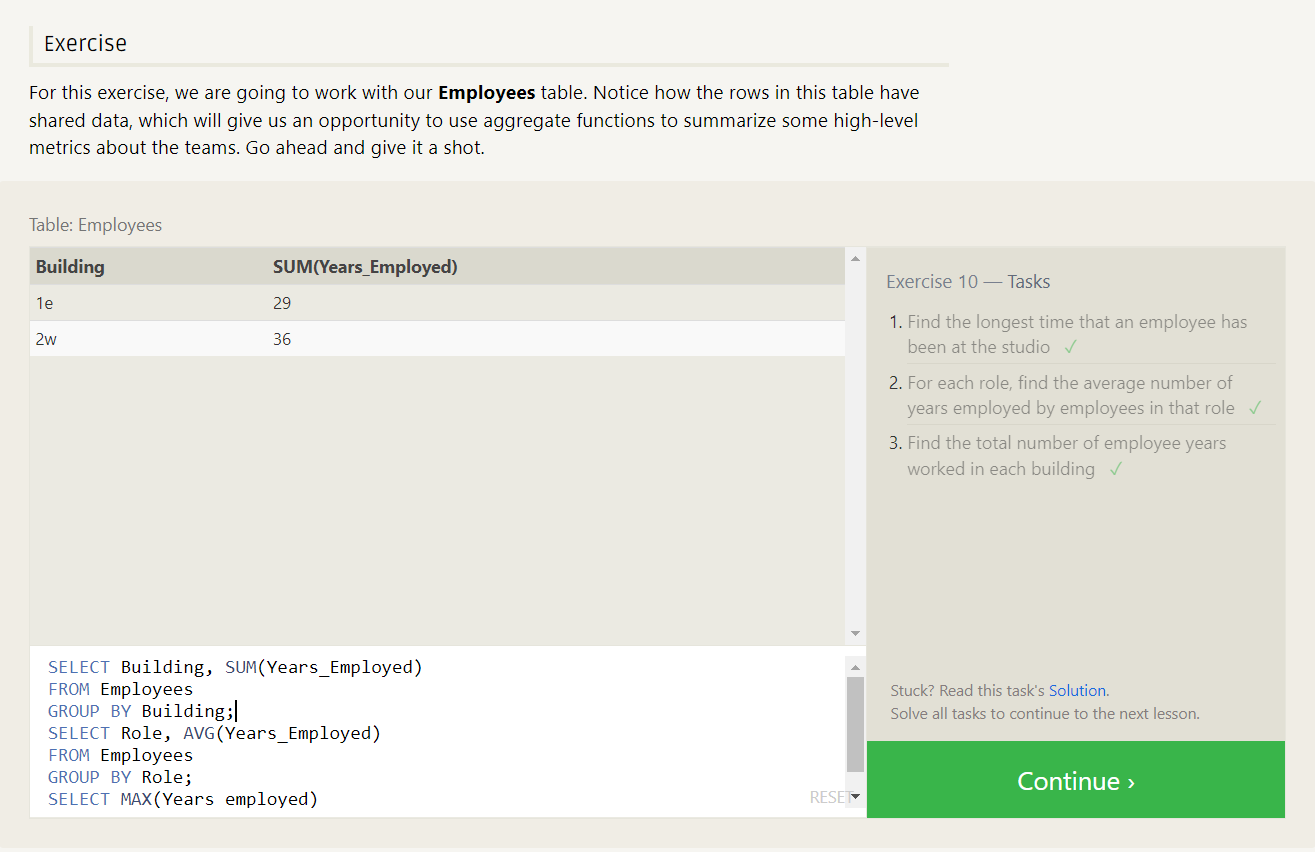 Exercise
For this exercise, we are going to work with our Employees table. Notice how the rows in this table have
shared data, which will give us an opportunity to use aggregate functions to summarize some high-level
metrics about the teams. Go ahead and give it a shot.
Table: Employees
Building SUM(Years_Employed)
1e 29
2w 36
SELECT Building, SUM(Years_Employed)
FROM Employees
GROUP BY Building;
SELECT Role, AVG(Years_Employed)
FROM Employees
GROUP BY Role;
SELECT MAX(Years employed)
RESET
Exercise 10 — Tasks
1. Find the longest time that an employee has
been at the studio ✓
2. For each role, find the average number of
years employed by employees in that role ✓
3. Find the total number of employee years
worked in each building ✓
Stuck? Read this task's Solution.
Solve all tasks to continue to the next lesson.
Continue ›